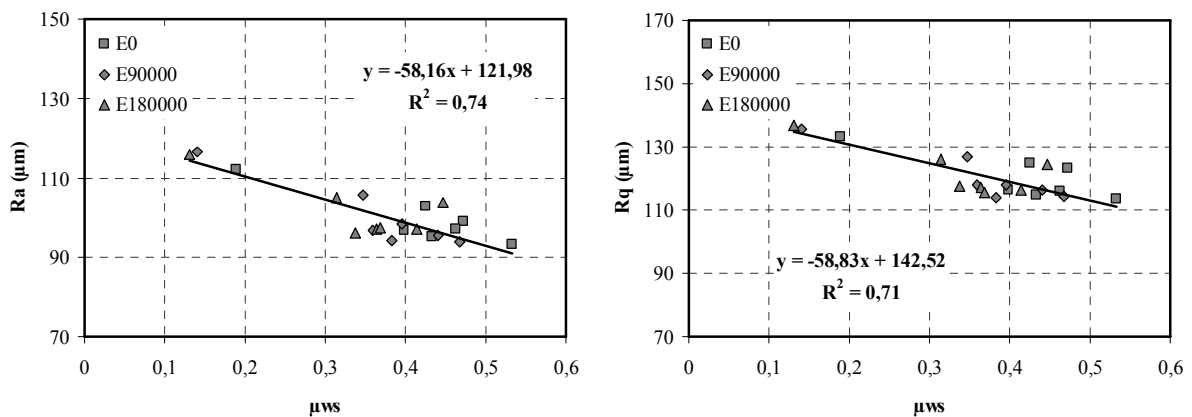 150
130
110
90
70
Ra (µm)
E0
E90000
E180000
y = -58,16x + 121,98
R² = 0,74
0 0,1 0,2 0,3 0,4 0,5 0,6
µws
170
150
130
110
90
70
Rq (µm)
E0
E90000
E180000
y = -58,83x + 142,52
R² = 0,71
0 0,1 0,2 0,3 0,4 0,5 0,6
µws